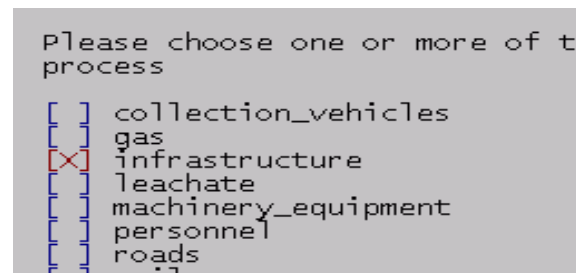 Please choose one or more of t
process
[ ] collection_vehicles
[ ] gas
[X] infrastructure
[ ] leachate
[ ] machinery_equipment
[ ] personnel
[ ] roads